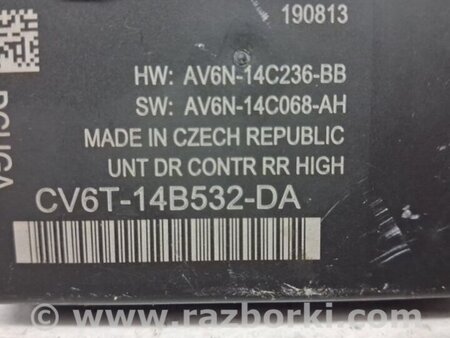 190813
HW: AV6N-14C236-BB
SW: AV6N-14C068-AH
MADE IN CZECH REPUBLIC
UNT DR CONTR RR HIGH
CV6T-14B532-DA
www.razborki.com